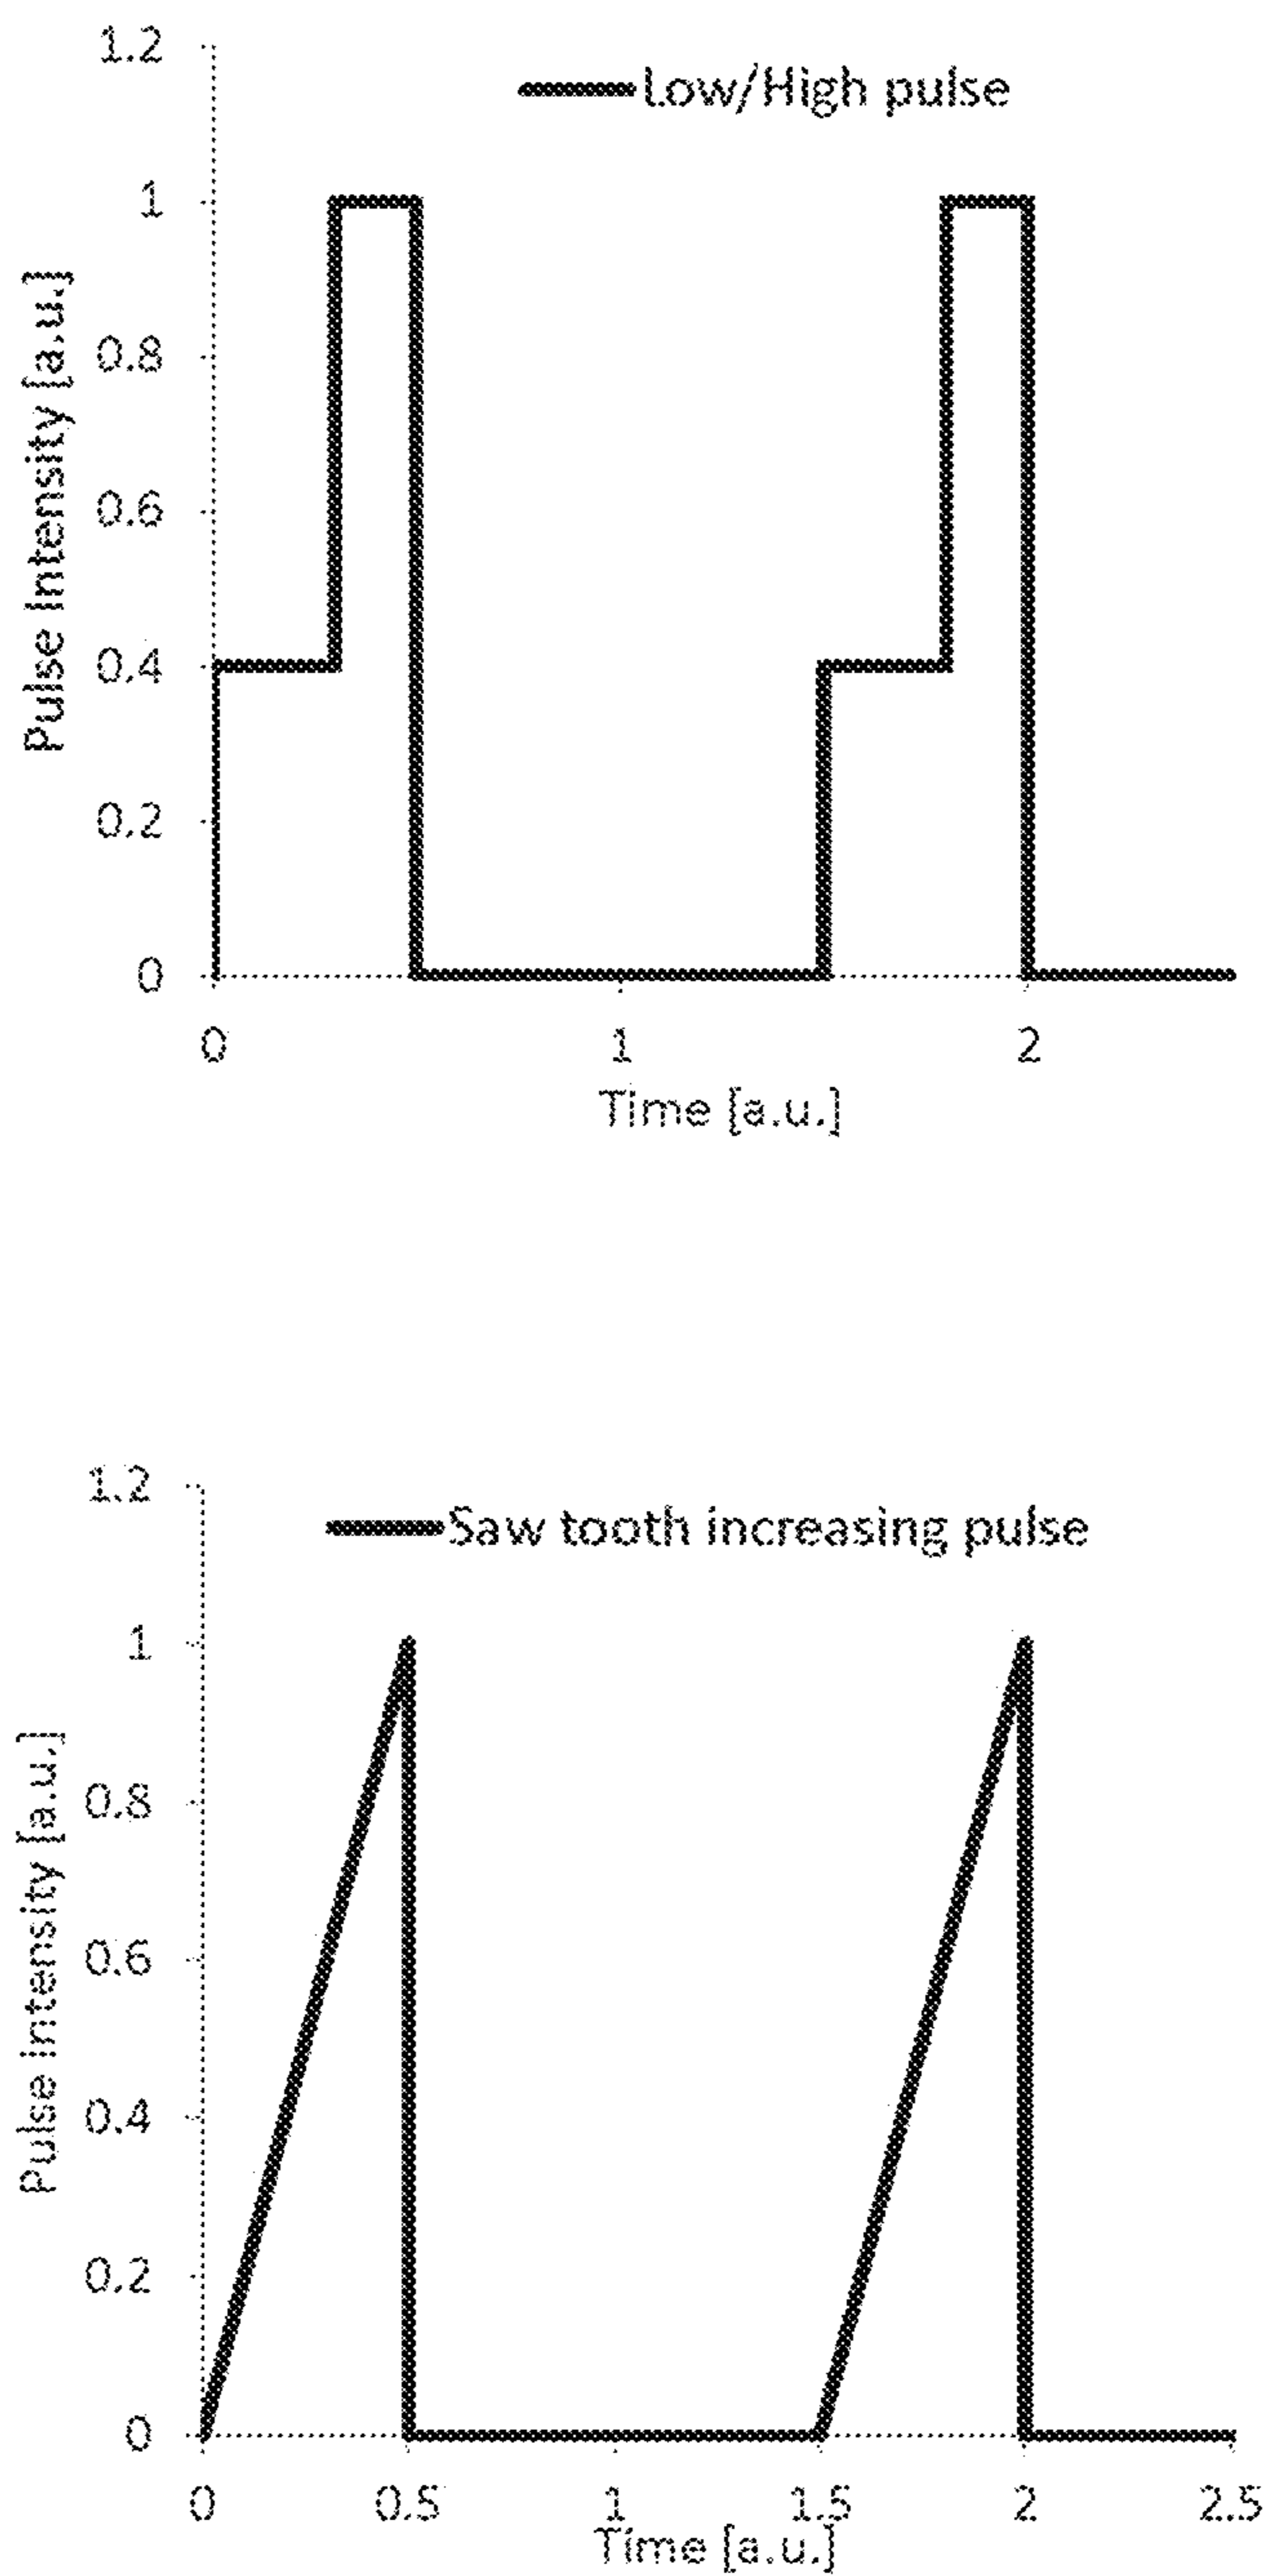 1.2
Low/High pulse
1
0.8
0.6
0.4
0.2
0
Pulse Intensity [a.u.]
0 1 2
Time [a.u.]
1.2
Saw tooth increasing pulse
1
0.8
0.6
0.4
0.2
0
Pulse Intensity [a.u.]
0 0.5 1 1.5 2 2.5
Time [a.u.]